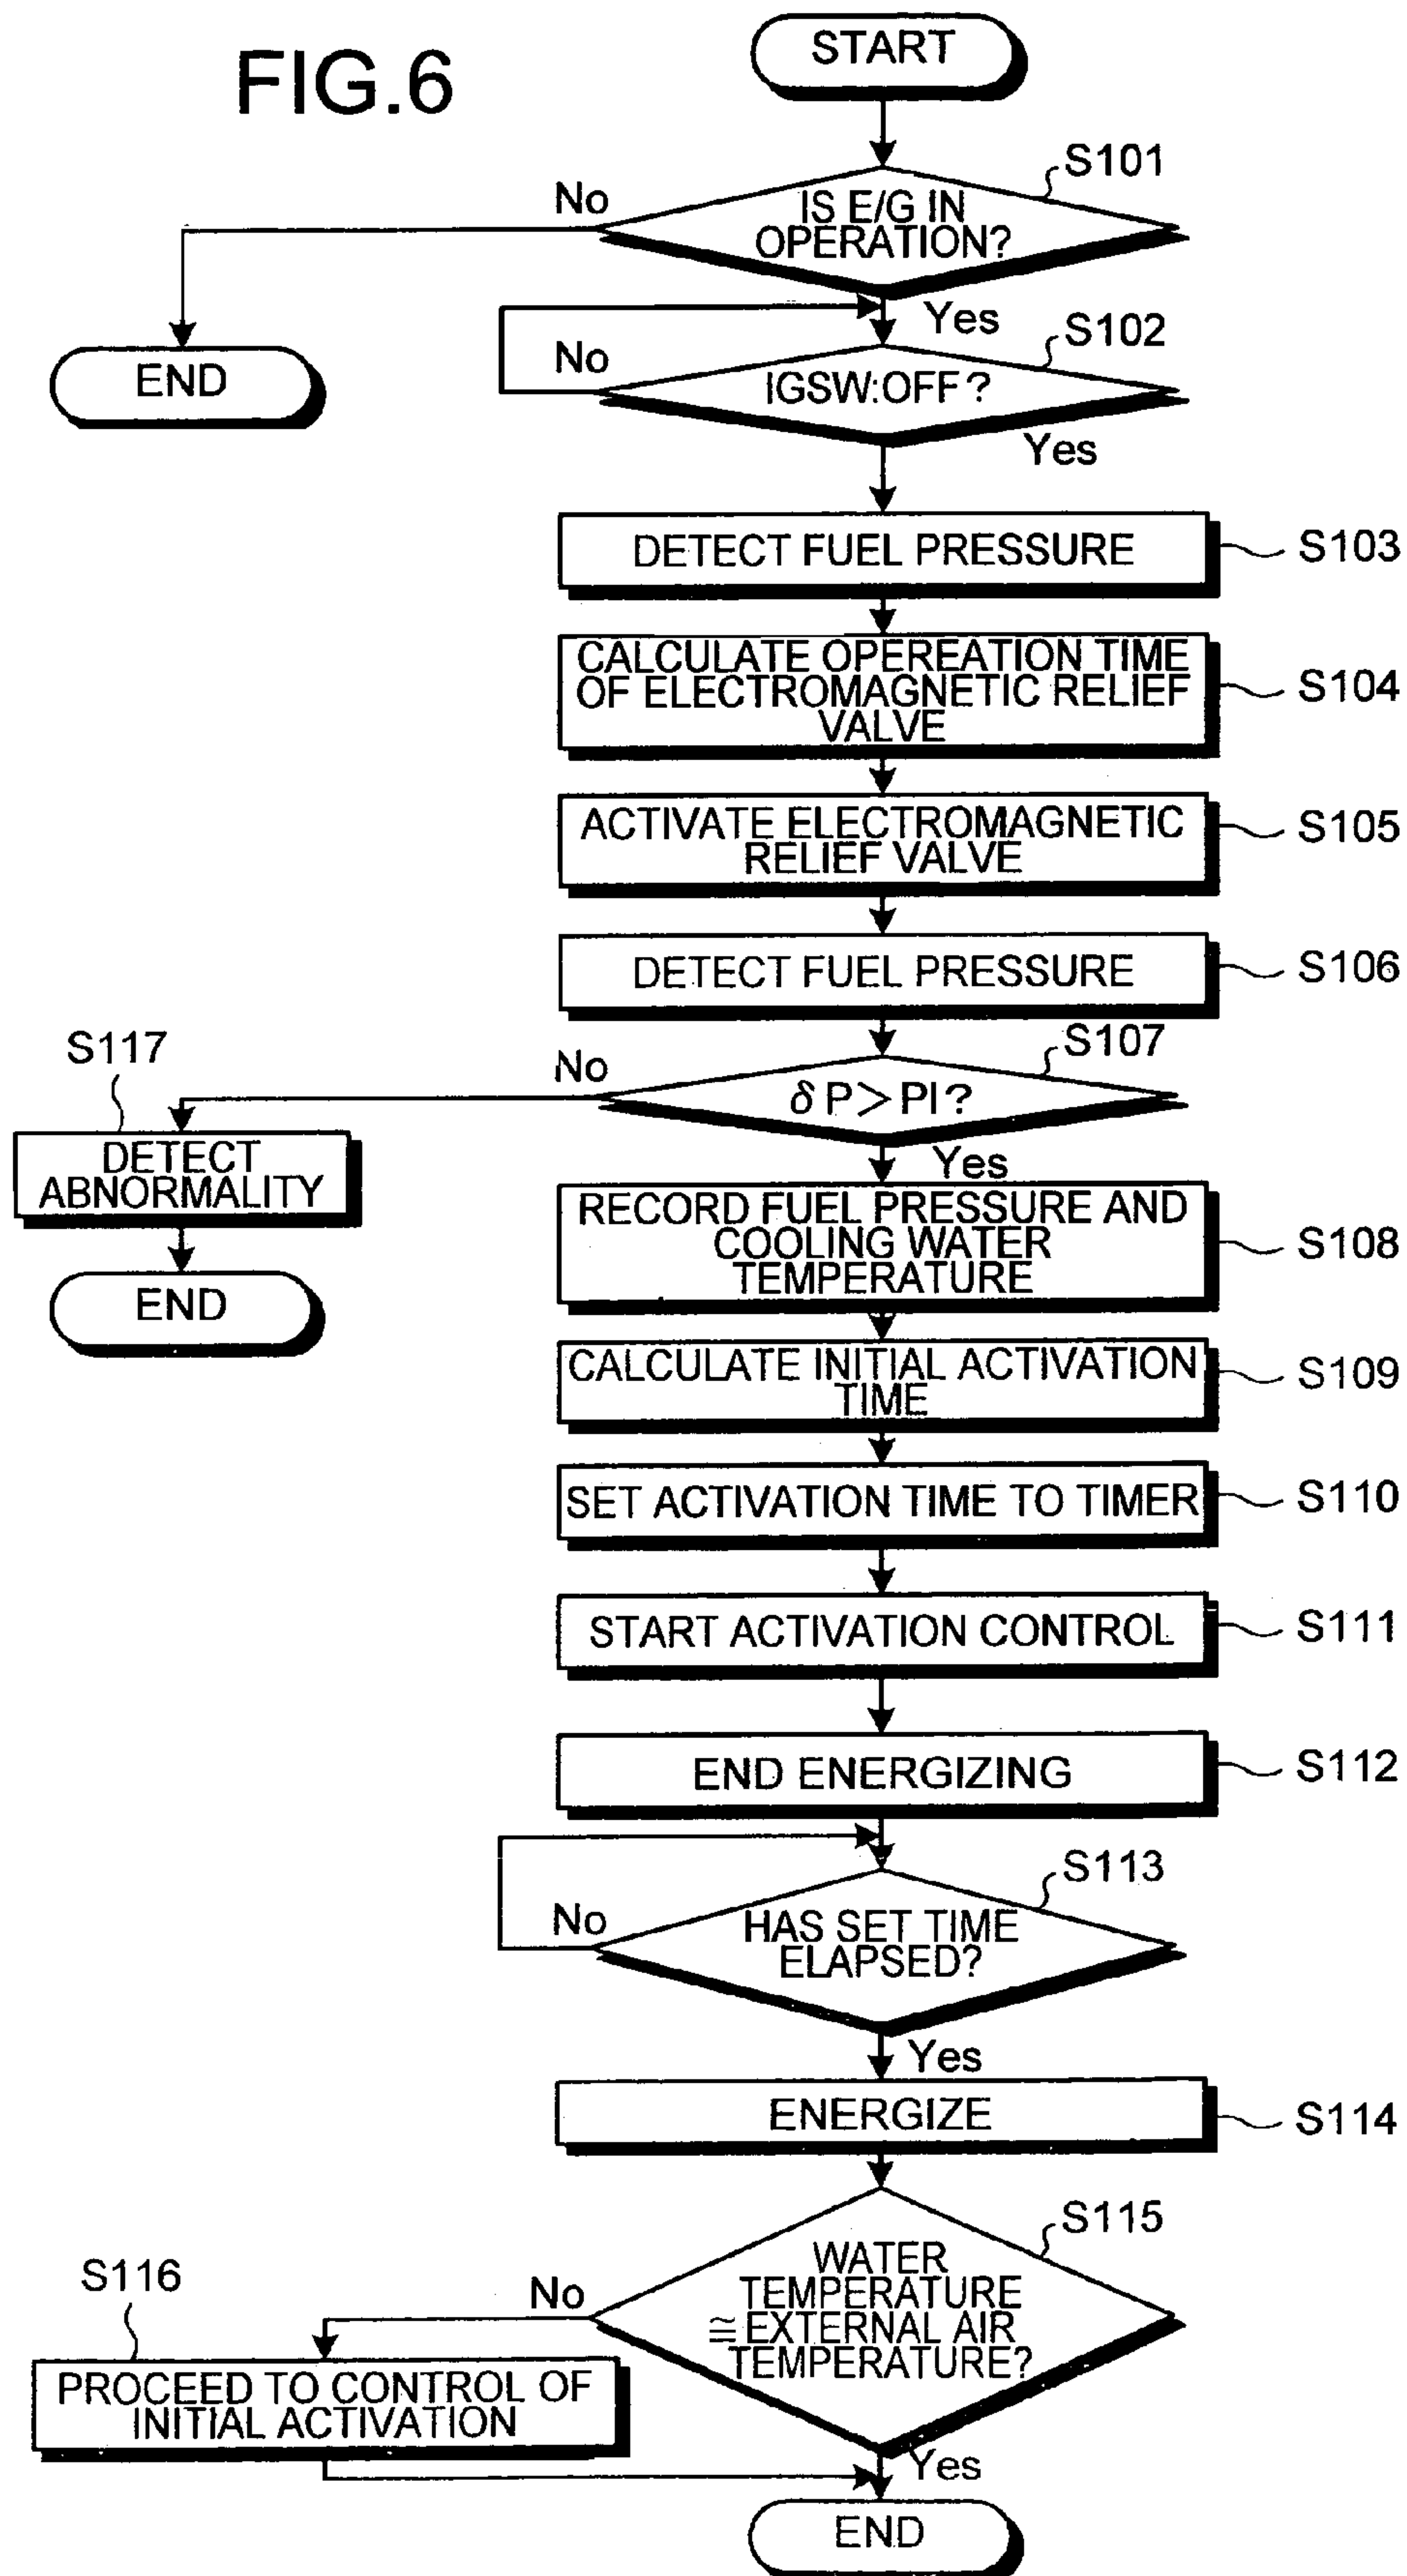 FIG.6
START
S101
No
IS E/G IN
OPERATION?
Yes
END
S102
No
IGSW:OFF?
Yes
DETECT FUEL PRESSURE
S103
CALCULATE OPEREATION TIME
OF ELECTROMAGNETIC RELIEF
VALVE
S104
ACTIVATE ELECTROMAGNETIC
RELIEF VALVE
S105
DETECT FUEL PRESSURE
S106
S107
No
δP>PI?
Yes
S117
DETECT
ABNORMALITY
END
RECORD FUEL PRESSURE AND
COOLING WATER
TEMPERATURE
S108
CALCULATE INITIAL ACTIVATION
TIME
S109
SET ACTIVATION TIME TO TIMER
S110
START ACTIVATION CONTROL
S111
END ENERGIZING
S112
S113
No
HAS SET TIME
ELAPSED?
Yes
ENERGIZE
S114
S115
No
WATER
TEMPERATURE
≅EXTERNAL AIR
TEMPERATURE?
Yes
S116
PROCEED TO CONTROL OF
INITIAL ACTIVATION
END